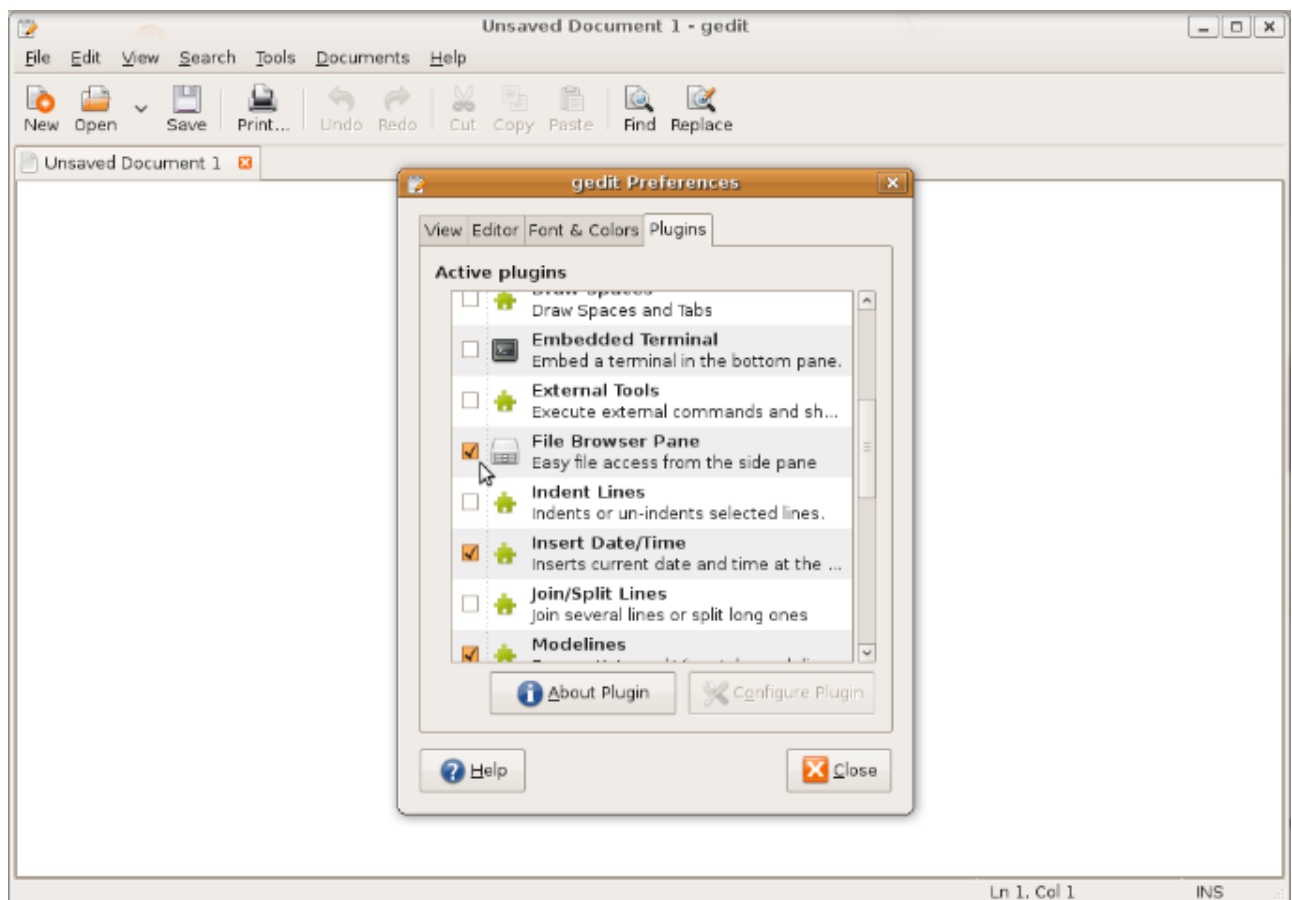 Unsaved Document 1 - gedit
File Edit View Search Tools Documents Help
New Open Save Print... Undo Redo Cut Copy Paste Find Replace
Unsaved Document 1
gedit Preferences
View Editor Font & Colors Plugins
Active plugins
Draw Spaces
Draw Spaces and Tabs
Embedded Terminal
Embed a terminal in the bottom pane.
External Tools
Execute external commands and sh...
File Browser Pane
Easy file access from the side pane
Indent Lines
Indents or un-indents selected lines.
Insert Date/Time
Inserts current date and time at the ...
Join/Split Lines
Join several lines or split long ones
Modelines
About Plugin Configure Plugin
Help Close
Ln 1, Col 1 INS